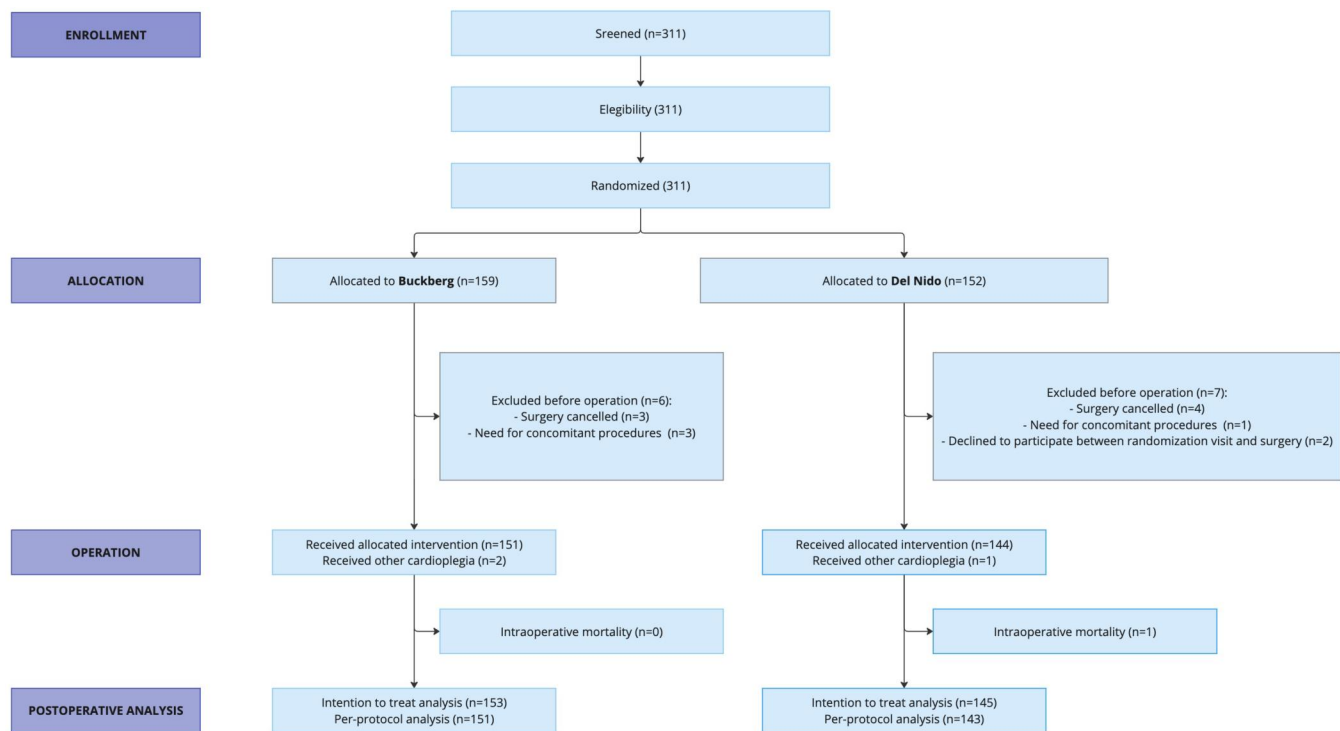 ENROLLMENT
Sreened (n=311)
Elegibility (311)
Randomized (311)
ALLOCATION
Allocated to Buckberg (n=159)
Allocated to Del Nido (n=152)
Excluded before operation (n=6):
- Surgery cancelled (n=3)
- Need for concomitant procedures (n=3)
Excluded before operation (n=7):
- Surgery cancelled (n=4)
- Need for concomitant procedures (n=1)
- Declined to participate between randomization visit and surgery (n=2)
OPERATION
Received allocated intervention (n=151)
Received other cardioplegia (n=2)
Received allocated intervention (n=144)
Received other cardioplegia (n=1)
Intraoperative mortality (n=0)
Intraoperative mortality (n=1)
POSTOPERATIVE ANALYSIS
Intention to treat analysis (n=153)
Per-protocol analysis (n=151)
Intention to treat analysis (n=145)
Per-protocol analysis (n=143)